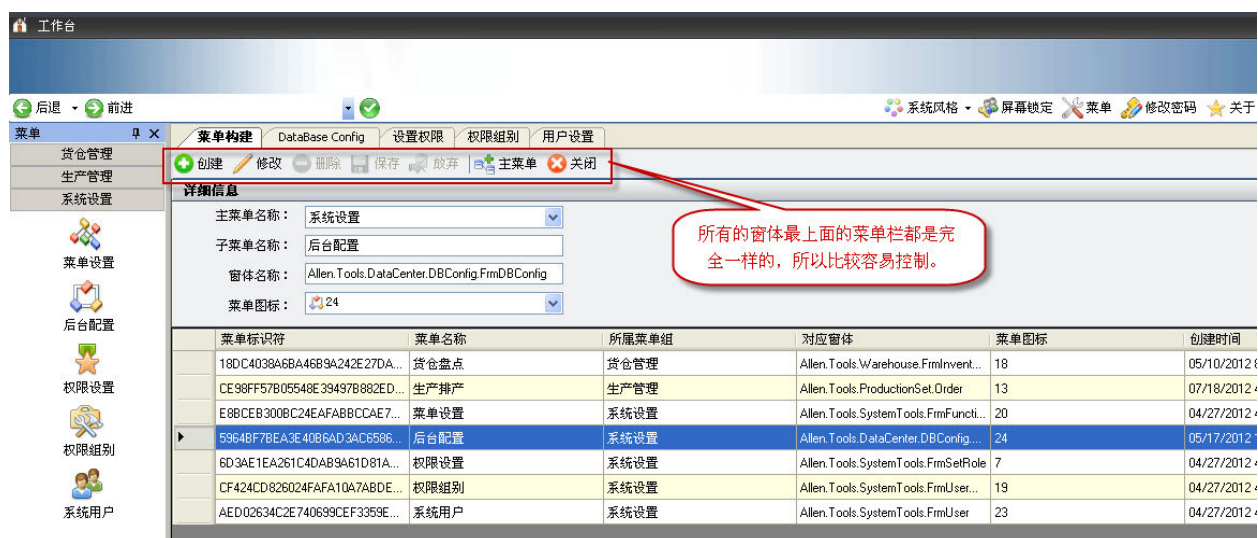 工作台
后退 前进 系统风格 屏幕锁定 菜单 修改密码 关于
菜单
货仓管理
生产管理
系统设置
菜单设置
后台配置
权限设置
权限组别
系统用户
菜单构建 DataBase Config 设置权限 权限组别 用户设置
创建 修改 删除 保存 放弃 主菜单 关闭
详细信息
主菜单名称： 系统设置
子菜单名称： 后台配置
窗体名称： Allen.Tools.DataCenter.DBConfig.FrmDBConfig
菜单图标： 24
所有的窗体最上面的菜单栏都是完
全一样的，所以比较容易控制。
菜单标识符 菜单名称 所属菜单组 对应窗体 菜单图标 创建时间
18DC4038A6BA46B9A242E27DA... 货仓盘点 货仓管理 Allen.Tools.Warehouse.FrmInvent... 18 05/10/2012
CE98FF57B05548E39497B882ED... 生产排产 生产管理 Allen.Tools.ProductionSet.Order 13 07/18/2012
E8BCEB300BC24EAFABBCCAE7... 菜单设置 系统设置 Allen.Tools.SystemTools.FrmFuncti... 20 04/27/2012
5964BF7BEA3E40B6AD3AC6586... 后台配置 系统设置 Allen.Tools.DataCenter.DBConfig.... 24 05/17/2012
6D3AE1EA261C4DAB9A61D81A... 权限设置 系统设置 Allen.Tools.SystemTools.FrmSetRole 7 04/27/2012
CF424CD826024FAFA10A7ABDE... 权限组别 系统设置 Allen.Tools.SystemTools.FrmUser... 19 04/27/2012
AED02634C2E740699CEF3359E... 系统用户 系统设置 Allen.Tools.SystemTools.FrmUser 23 04/27/2012